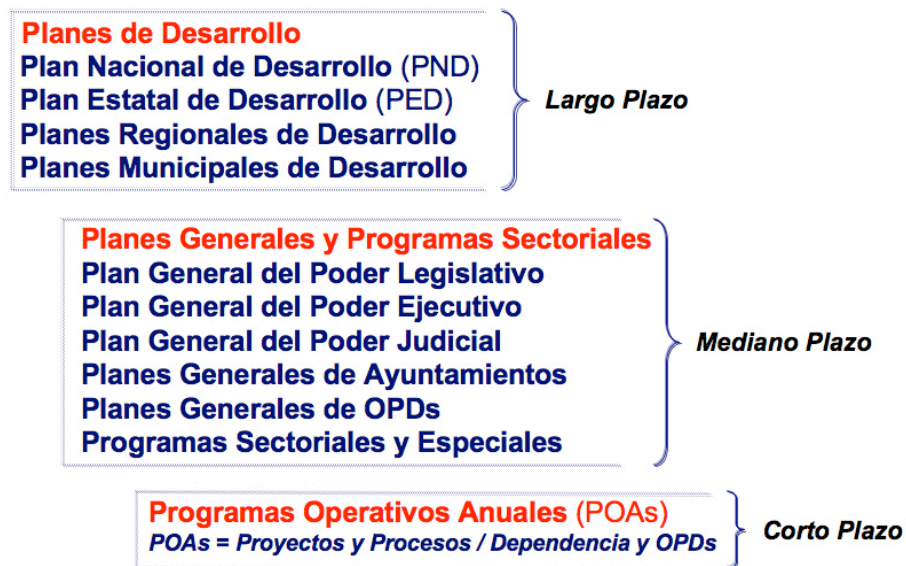 Planes de Desarrollo
Plan Nacional de Desarrollo (PND)
Plan Estatal de Desarrollo (PED)
Planes Regionales de Desarrollo
Planes Municipales de Desarrollo
Largo Plazo
Planes Generales y Programas Sectoriales
Plan General del Poder Legislativo
Plan General del Poder Ejecutivo
Plan General del Poder Judicial
Planes Generales de Ayuntamientos
Planes Generales de OPDs
Programas Sectoriales y Especiales
Mediano Plazo
Programas Operativos Anuales (POAs)
POAs = Proyectos y Procesos / Dependencia y OPDs
Corto Plazo